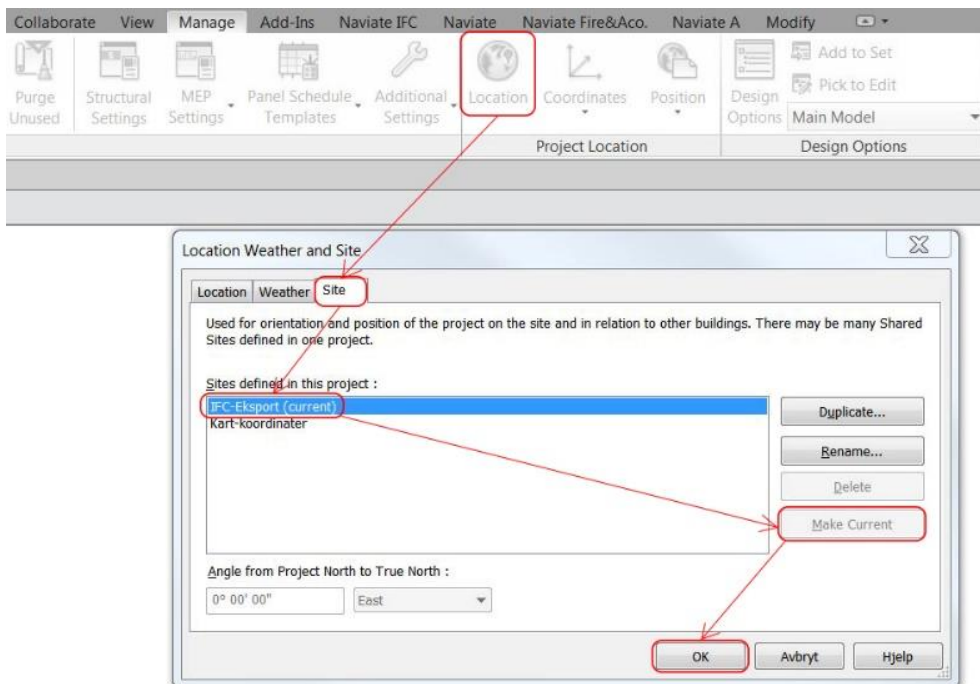 Collaborate View Manage Add-Ins Naviate IFC Naviate Naviate Fire&Aco. Naviate A Modify
Purge Unused
Structural Settings
MEP Settings
Panel Schedule Templates
Additional Settings
Location
Coordinates
Position
Design Options
Add to Set
Pick to Edit
Main Model
Project Location
Design Options
Location Weather and Site
Location Weather Site
Used for orientation and position of the project on the site and in relation to other buildings. There may be many Shared
Sites defined in one project.
Sites defined in this project :
IFC-Eksport (current)
Kart-koordinater
Duplicate...
Rename...
Delete
Make Current
Angle from Project North to True North :
0° 00' 00" East
OK Avbryt Hjelp